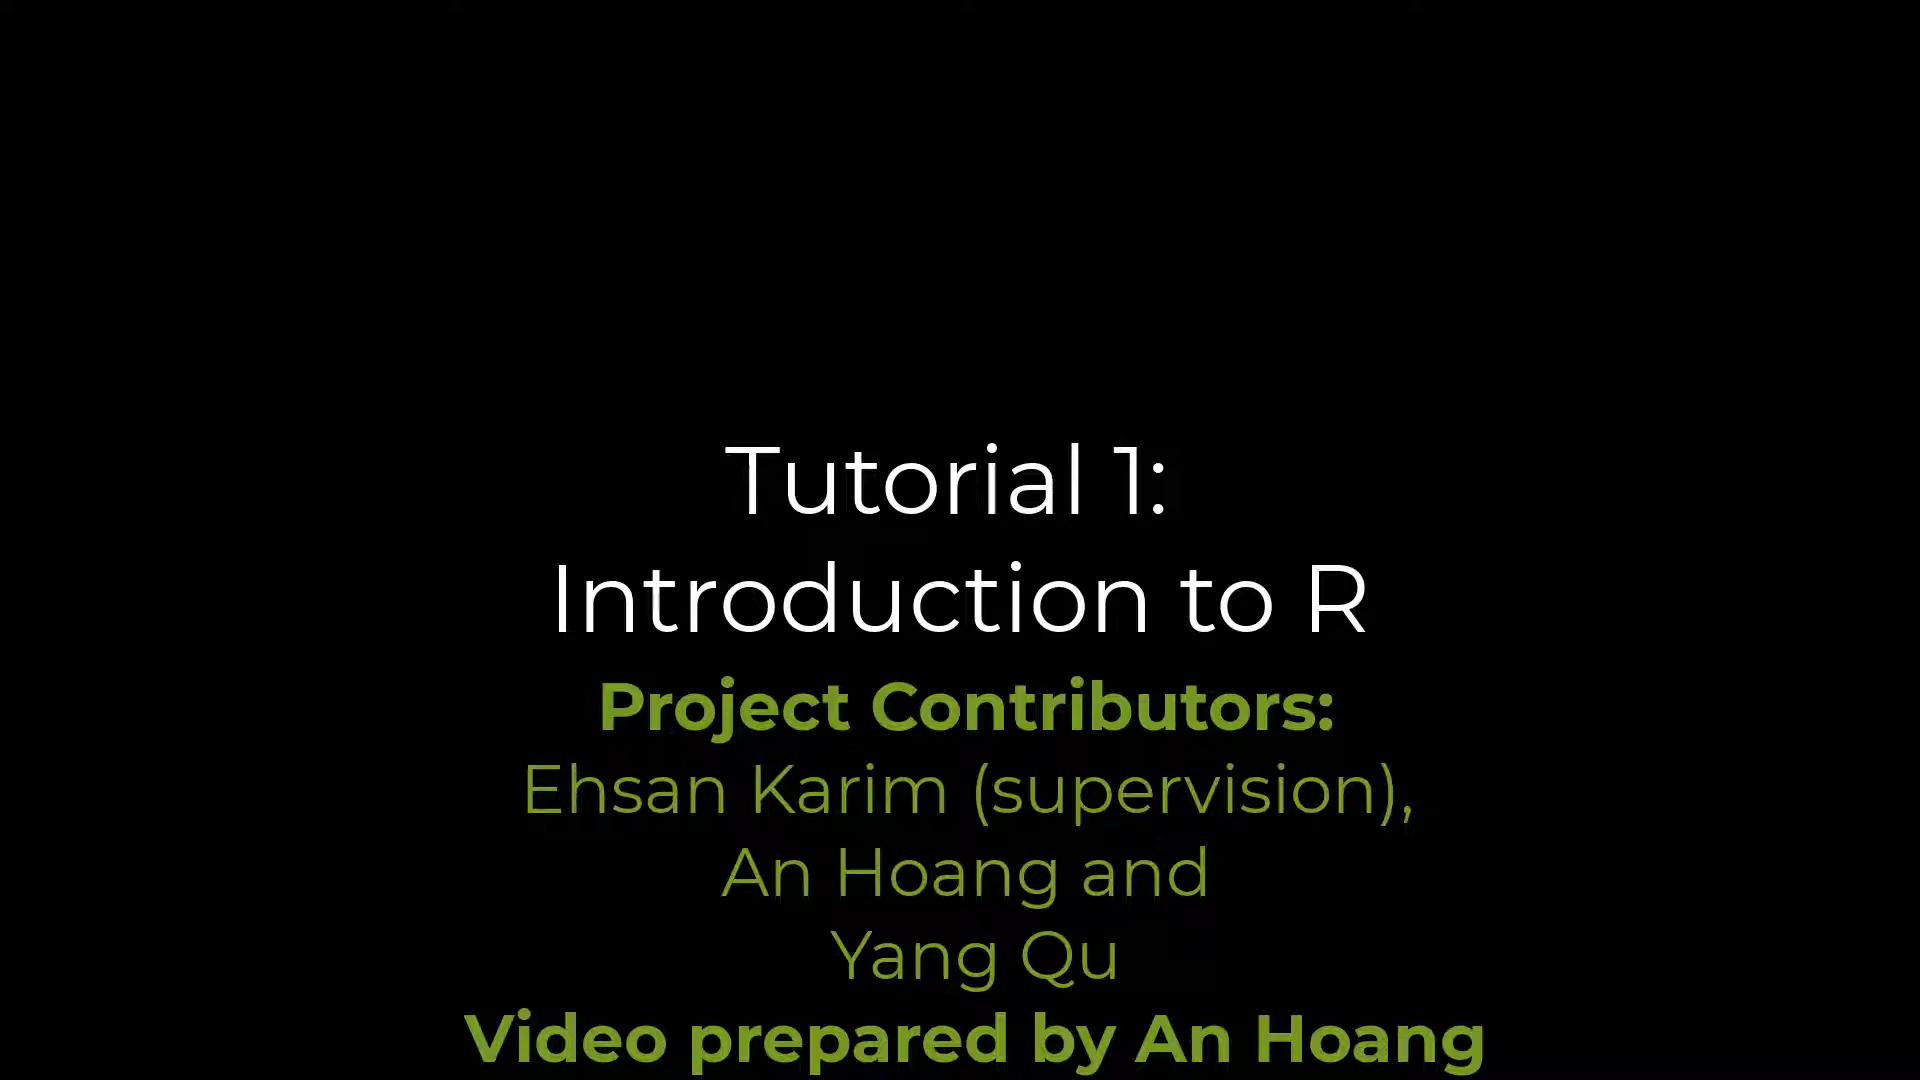 Tutorial 1:
Introduction to R
Project Contributors:
Ehsan Karim (supervision),
An Hoang and
Yang Qu
Video prepared by An Hoang